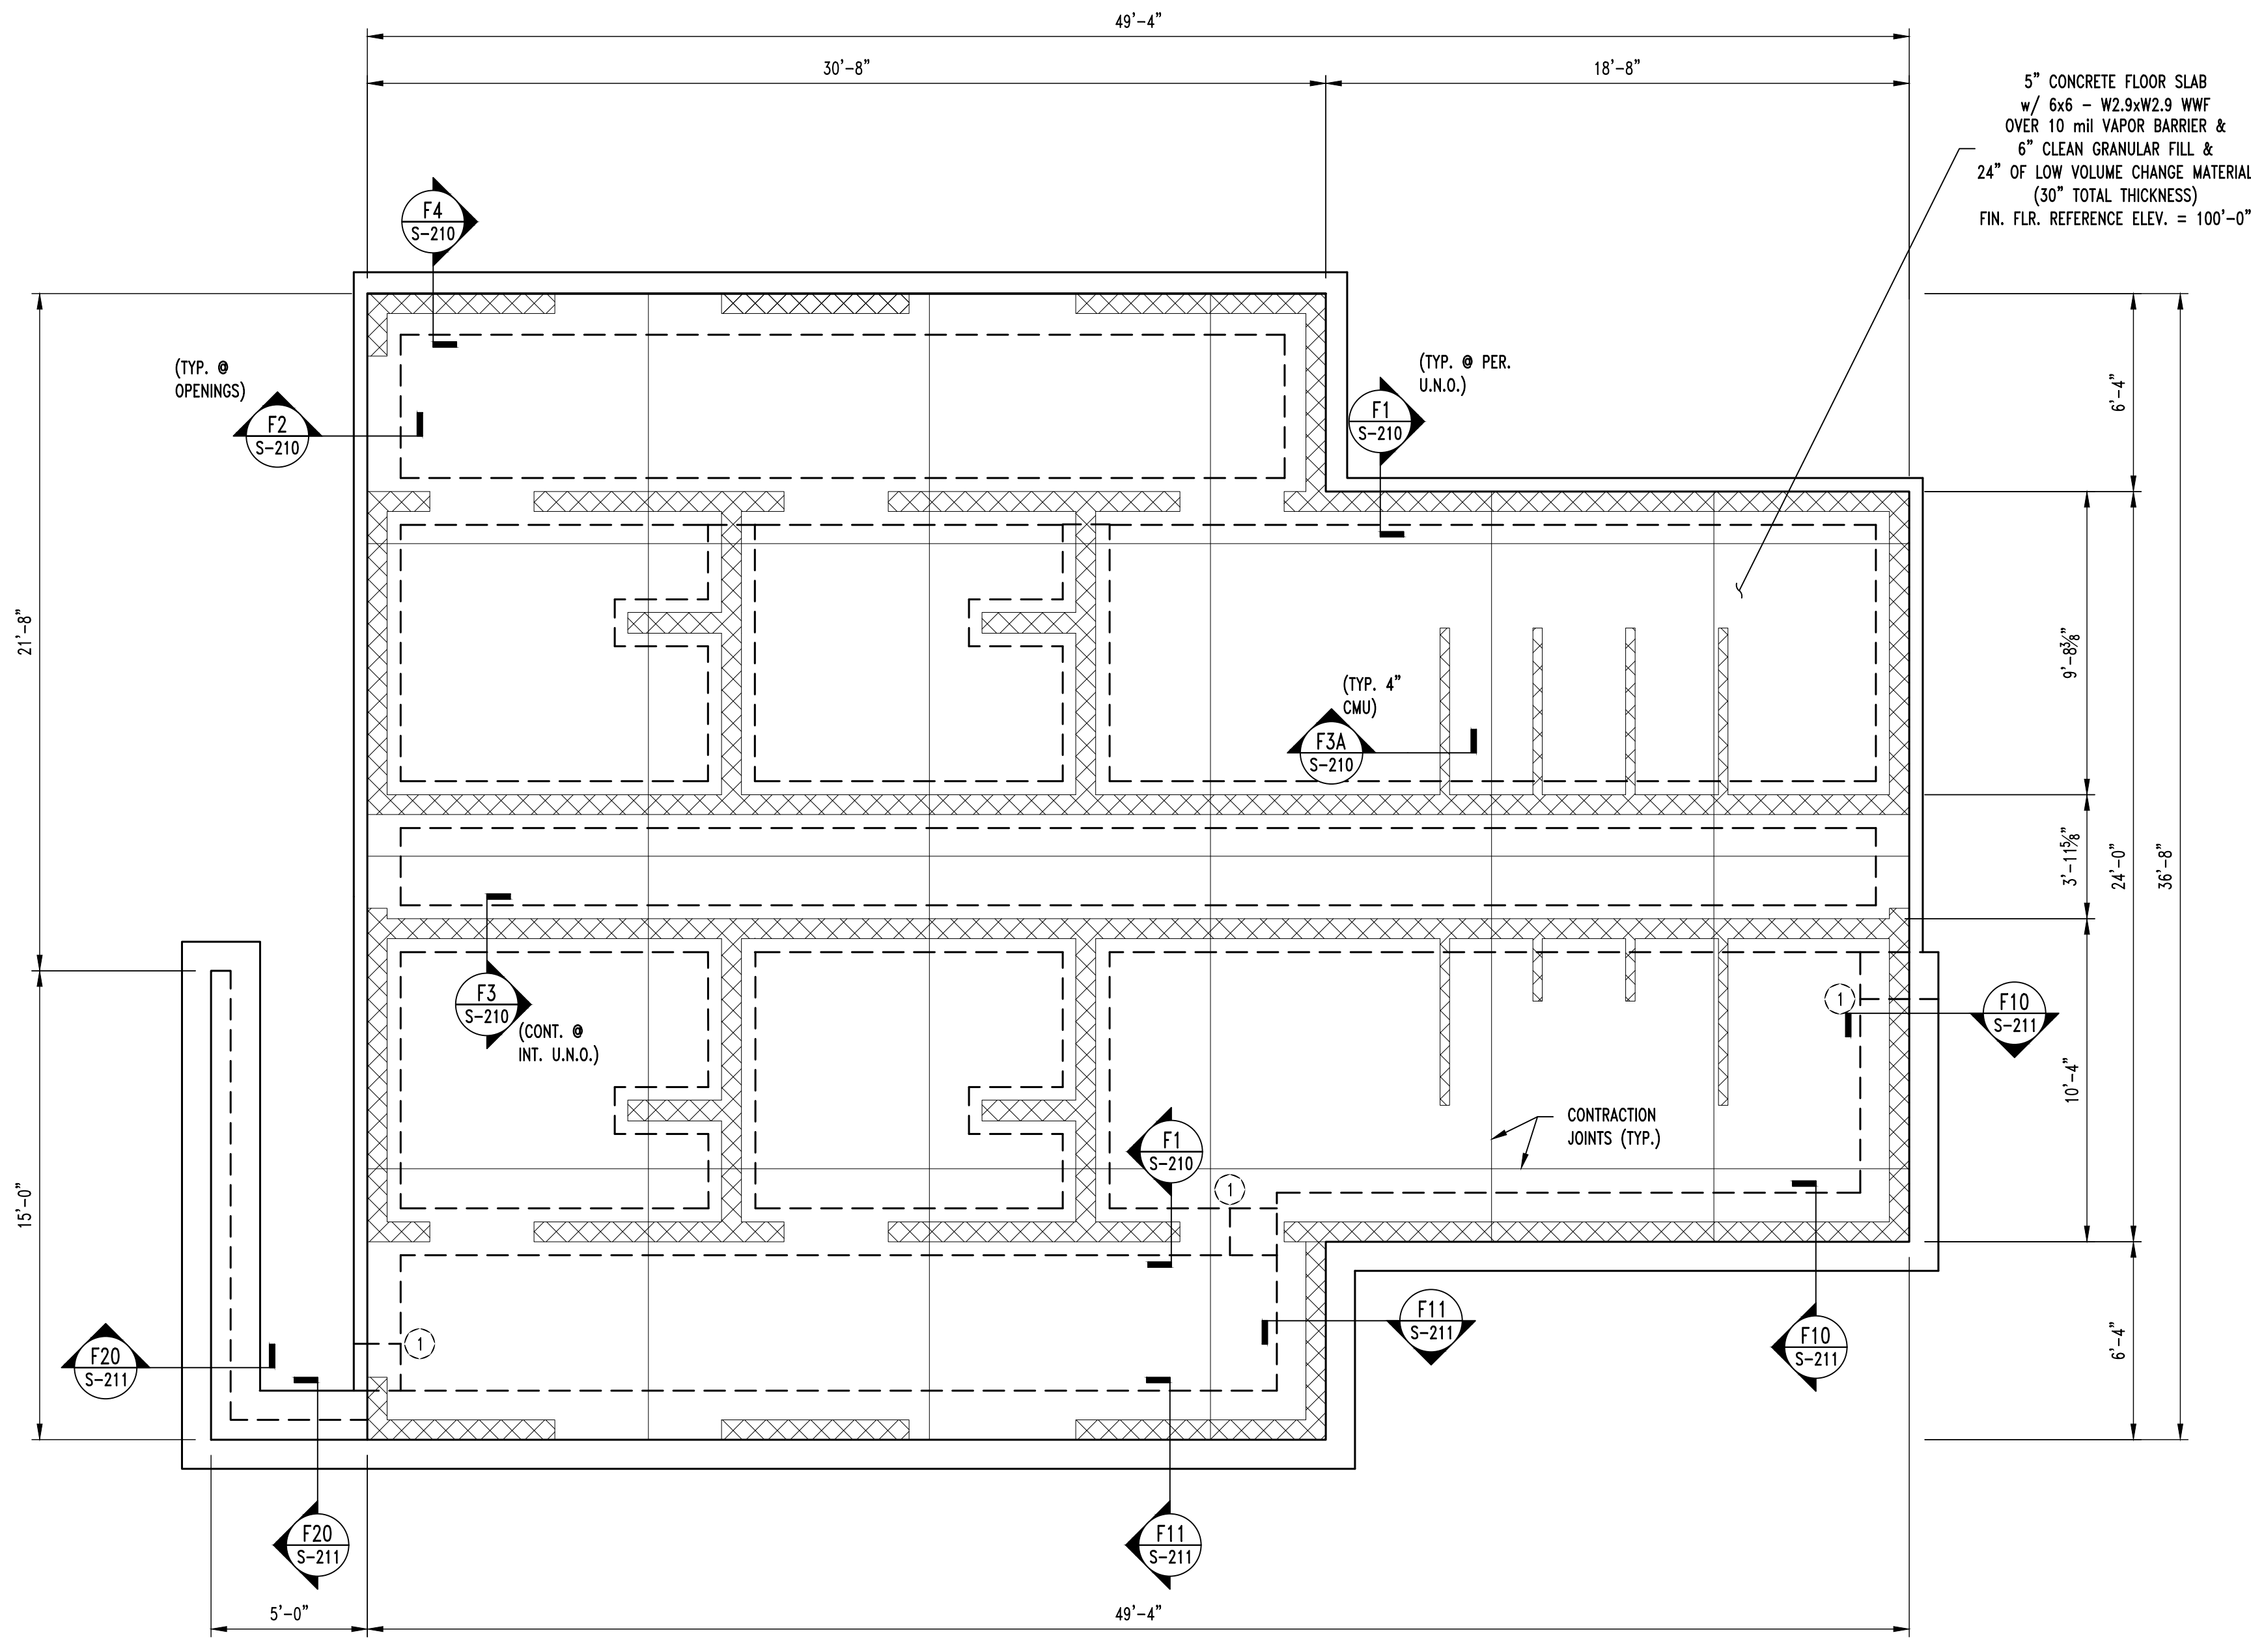 49'-4"
30'-8"
18'-8"
5" CONCRETE FLOOR SLAB
w/ 6x6 - W2.9xW2.9 WWF
OVER 10 mil VAPOR BARRIER &
6" CLEAN GRANULAR FILL &
24" OF LOW VOLUME CHANGE MATERIAL
(30" TOTAL THICKNESS)
FIN. FLR. REFERENCE ELEV. = 100'-0"
F4
S-210
(TYP. @
OPENINGS)
F2
S-210
(TYP. @ PER.
U.N.O.)
F1
S-210
6'-4"
21'-8"
9'-8⅜"
(TYP. 4"
CMU)
F3A
S-210
3'-11⅝"
24'-0"
36'-8"
F3
S-210
(CONT. @
INT. U.N.O.)
1
F10
S-211
10'-4"
CONTRACTION
JOINTS (TYP.)
F1
S-210
1
15'-0"
F11
S-211
F10
S-211
6'-4"
1
F20
S-211
F20
S-211
F11
S-211
5'-0"
49'-4"